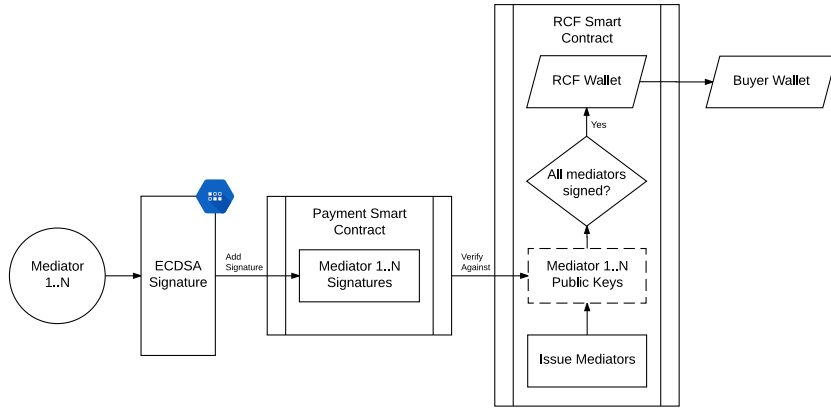 RCF Smart
Contract
RCF Wallet
Buyer Wallet
Yes
All mediators
signed?
Payment Smart
Contract
Mediator
1..N
ECDSA
Signature
Add
Signature
Mediator 1..N
Signatures
Verify
Against
Mediator 1..N
Public Keys
Issue Mediators